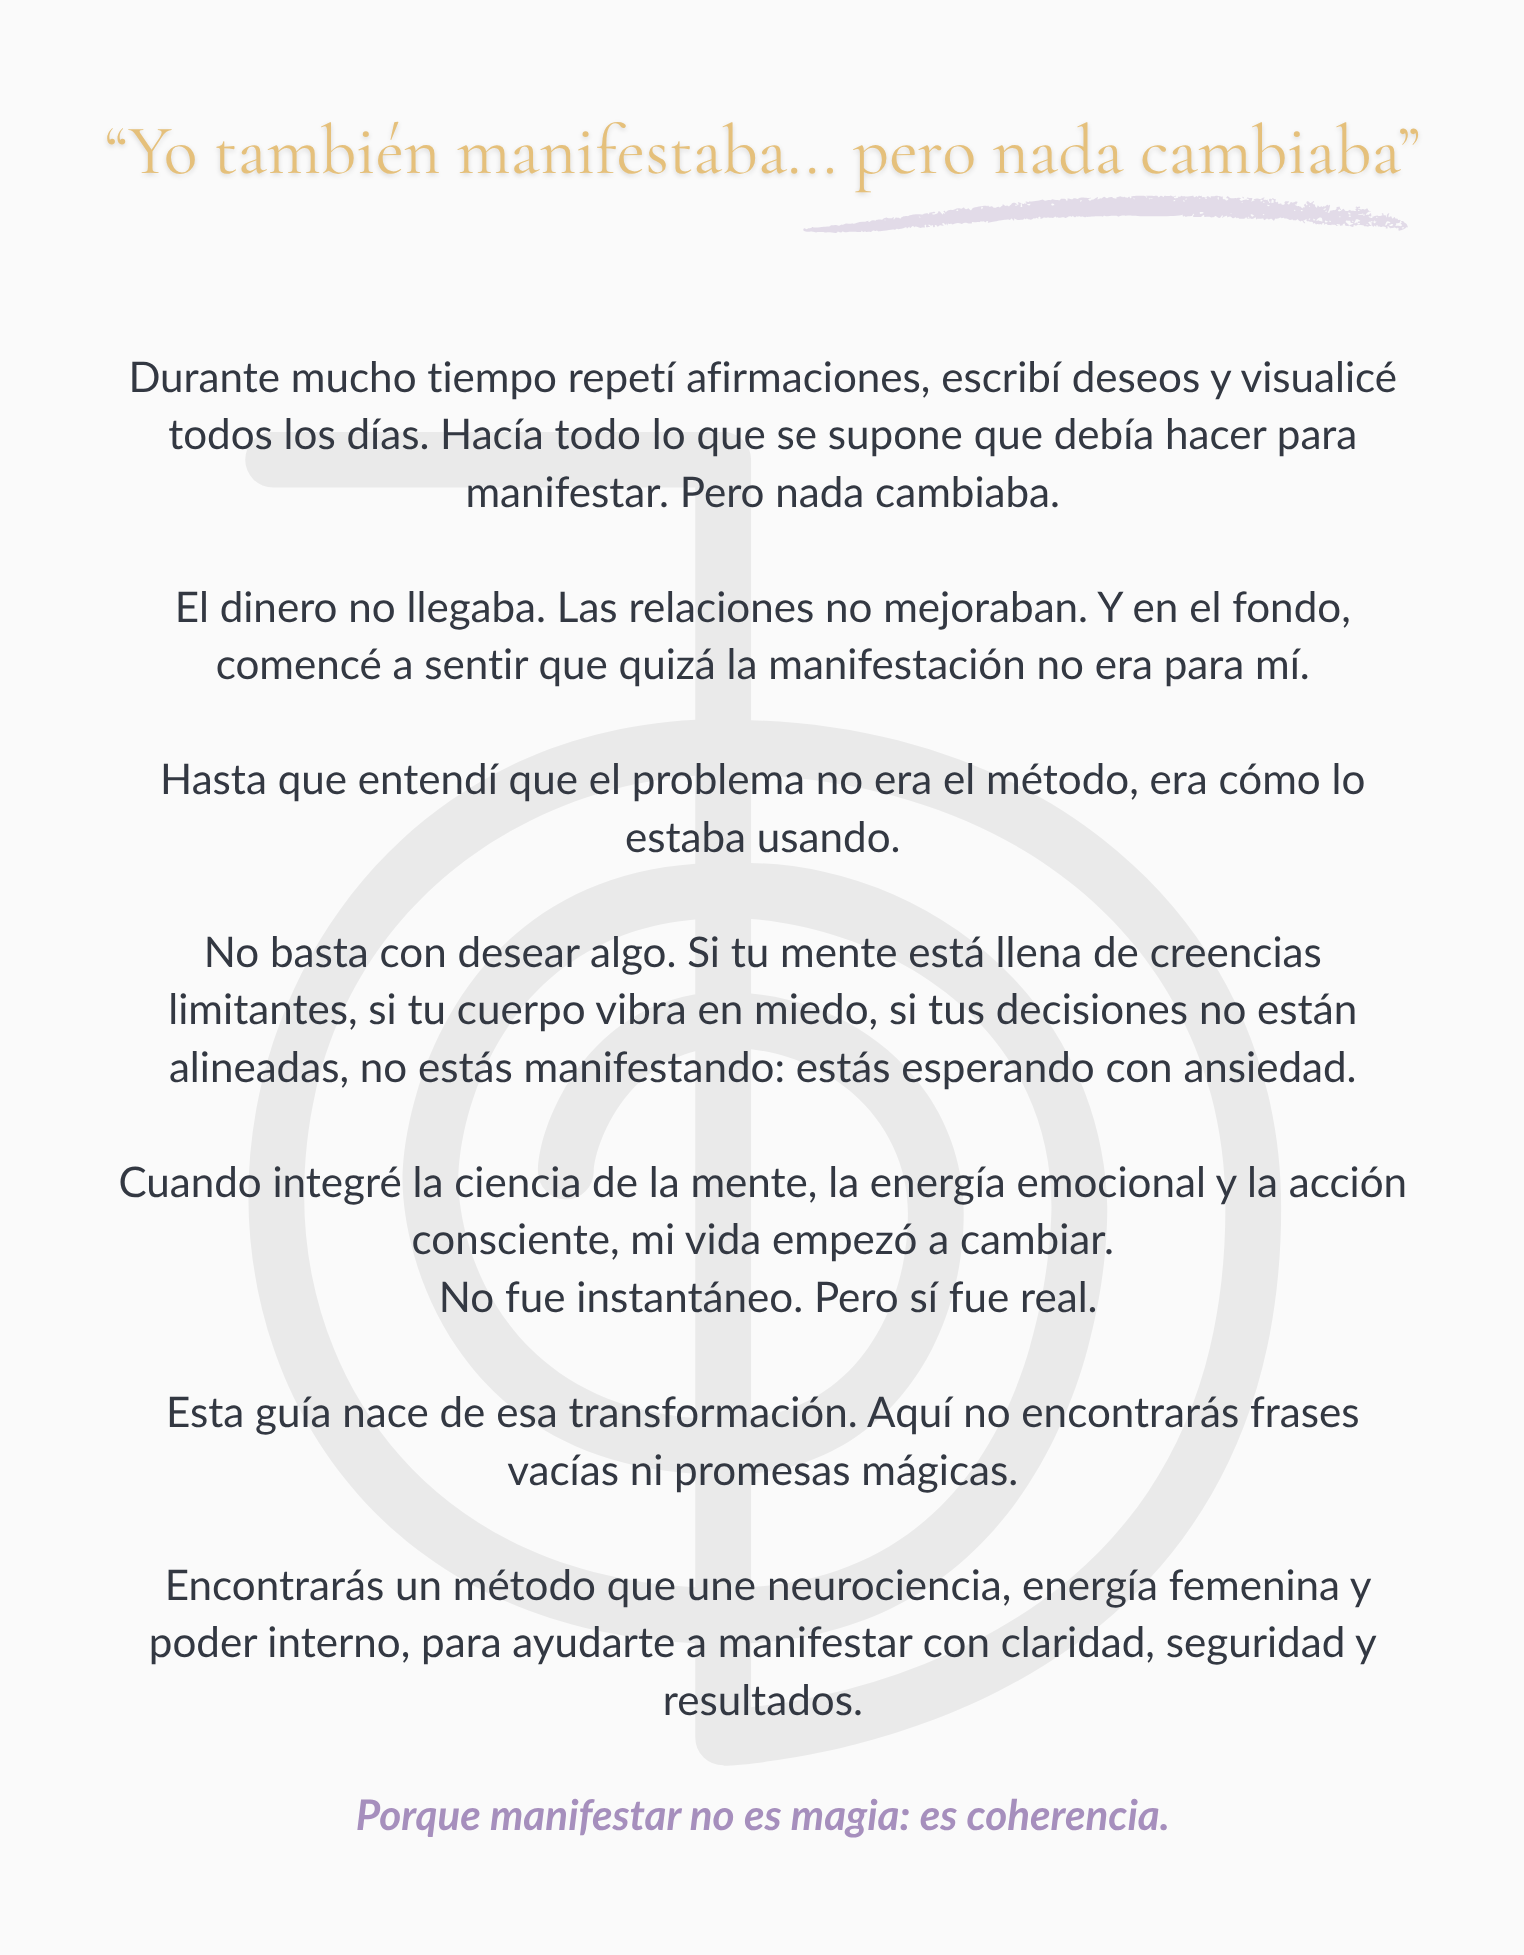 “Yo también manifestaba... pero nada cambiaba”
Durante mucho tiempo repetí afirmaciones, escribí deseos y visualicé
todos los días. Hacía todo lo que se supone que debía hacer para
manifestar. Pero nada cambiaba.
El dinero no llegaba. Las relaciones no mejoraban. Y en el fondo,
comencé a sentir que quizá la manifestación no era para mí.
Hasta que entendí que el problema no era el método, era cómo lo
estaba usando.
No basta con desear algo. Si tu mente está llena de creencias
limitantes, si tu cuerpo vibra en miedo, si tus decisiones no están
alineadas, no estás manifestando: estás esperando con ansiedad.
Cuando integré la ciencia de la mente, la energía emocional y la acción
consciente, mi vida empezó a cambiar.
No fue instantáneo. Pero sí fue real.
Esta guía nace de esa transformación. Aquí no encontrarás frases
vacías ni promesas mágicas.
Encontrarás un método que une neurociencia, energía femenina y
poder interno, para ayudarte a manifestar con claridad, seguridad y
resultados.
Porque manifestar no es magia: es coherencia.